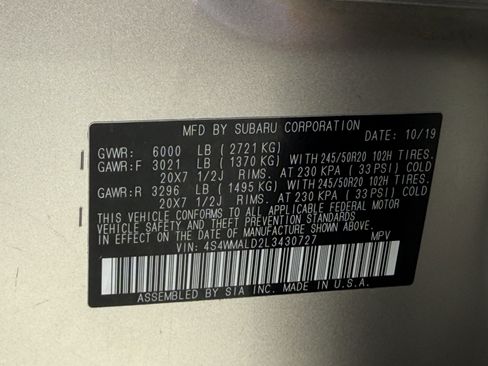 MFD BY SUBARU CORPORATION
DATE: 10/19
GVWR: 6000 LB ( 2721 KG)
GAWR:F 3021 LB ( 1370 KG) WITH 245/50R20 102H TIRES.
20X7 1/2J RIMS. AT 230 KPA ( 33 PSI) COLD
GAWR:R 3296 LB ( 1495 KG) WITH 245/50R20 102H TIRES.
20X7 1/2J RIMS. AT 230 KPA ( 33 PSI) COLD
THIS VEHICLE CONFORMS TO ALL APPLICABLE FEDERAL MOTOR
VEHICLE SAFETY AND THEFT PREVENTION STANDARDS
IN EFFECT ON THE DATE OF MANUFACTURE SHOWN ABOVE.
VIN: 4S4WMALD2L3430727 MPV
ASSEMBLED BY SIA INC. MADE IN U.S.A.